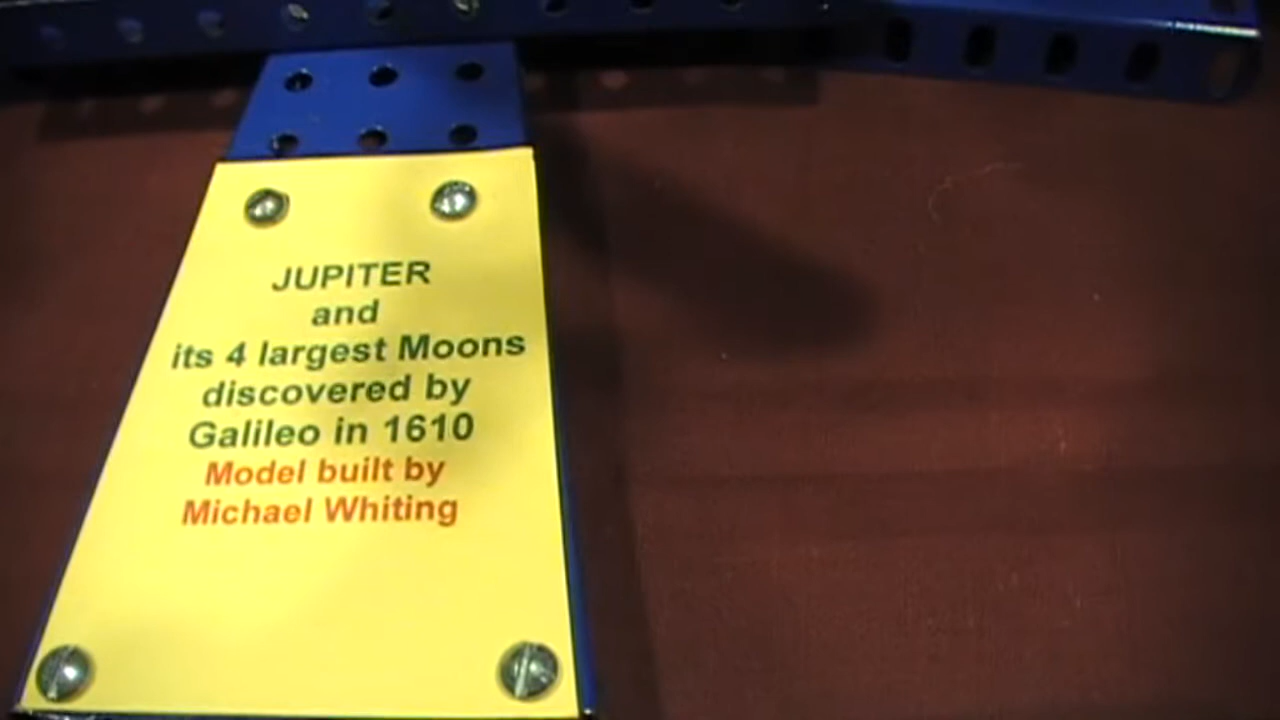 JUPITER
and
its 4 largest Moons
discovered by
Galileo in 1610
Model built by
Michael Whiting